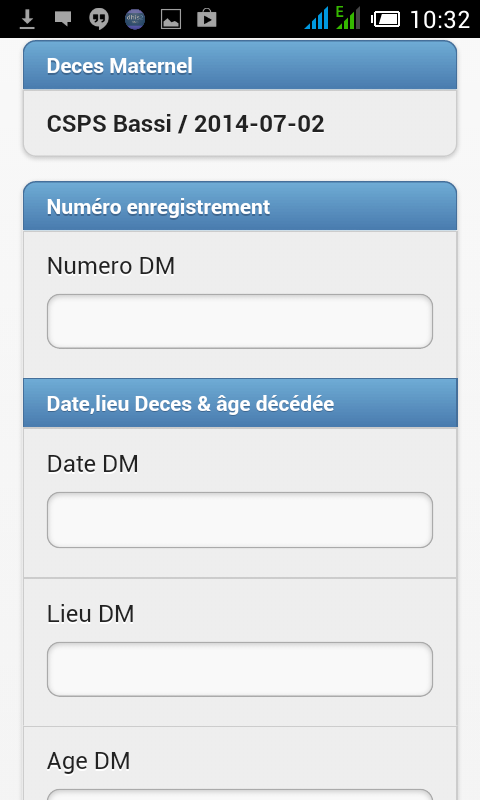 E 10:32
Deces Maternel
CSPS Bassi / 2014-07-02
Numéro enregistrement
Numero DM
Date,lieu Deces & âge décédée
Date DM
Lieu DM
Age DM